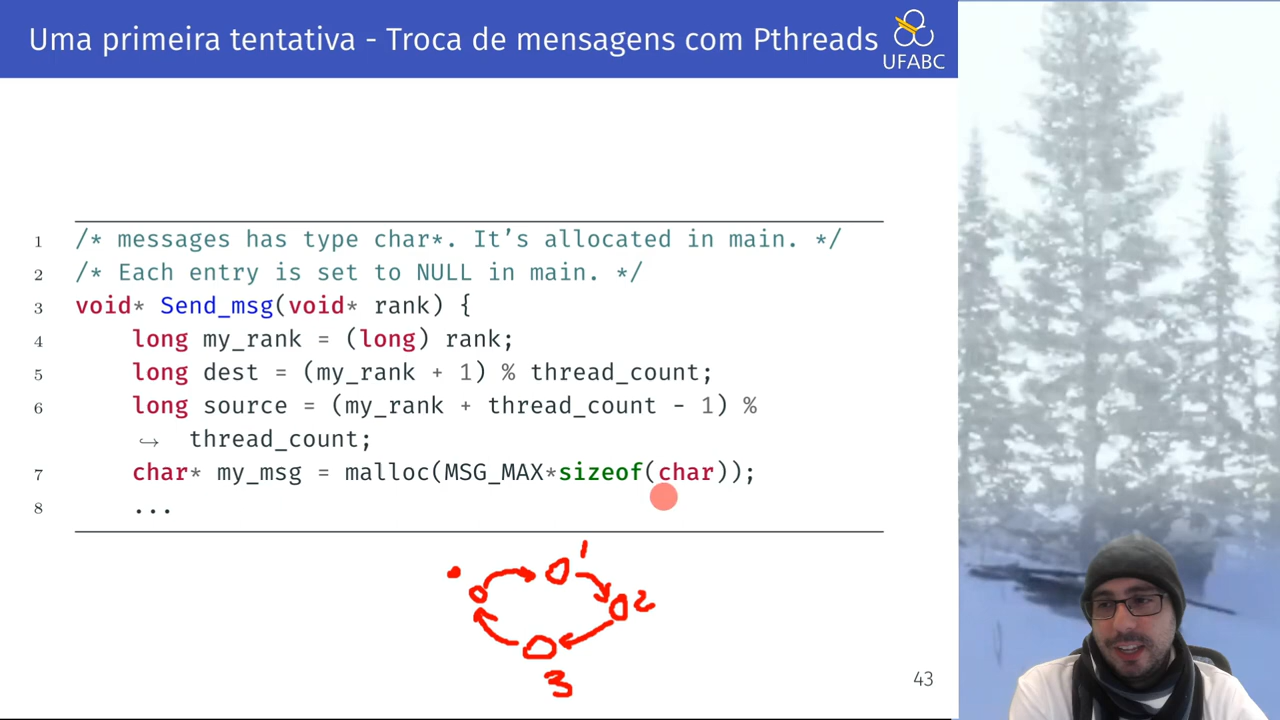 Uma primeira tentativa - Troca de mensagens com Pthreads
UFABC
1 /* messages has type char*. It’s allocated in main. */
2 /* Each entry is set to NULL in main. */
3 void* Send_msg(void* rank) {
4 long my_rank = (long) rank;
5 long dest = (my_rank + 1) % thread_count;
6 long source = (my_rank + thread_count - 1) %
↪ thread_count;
7 char* my_msg = malloc(MSG_MAX*sizeof(char));
8 ...
1
2
3
43